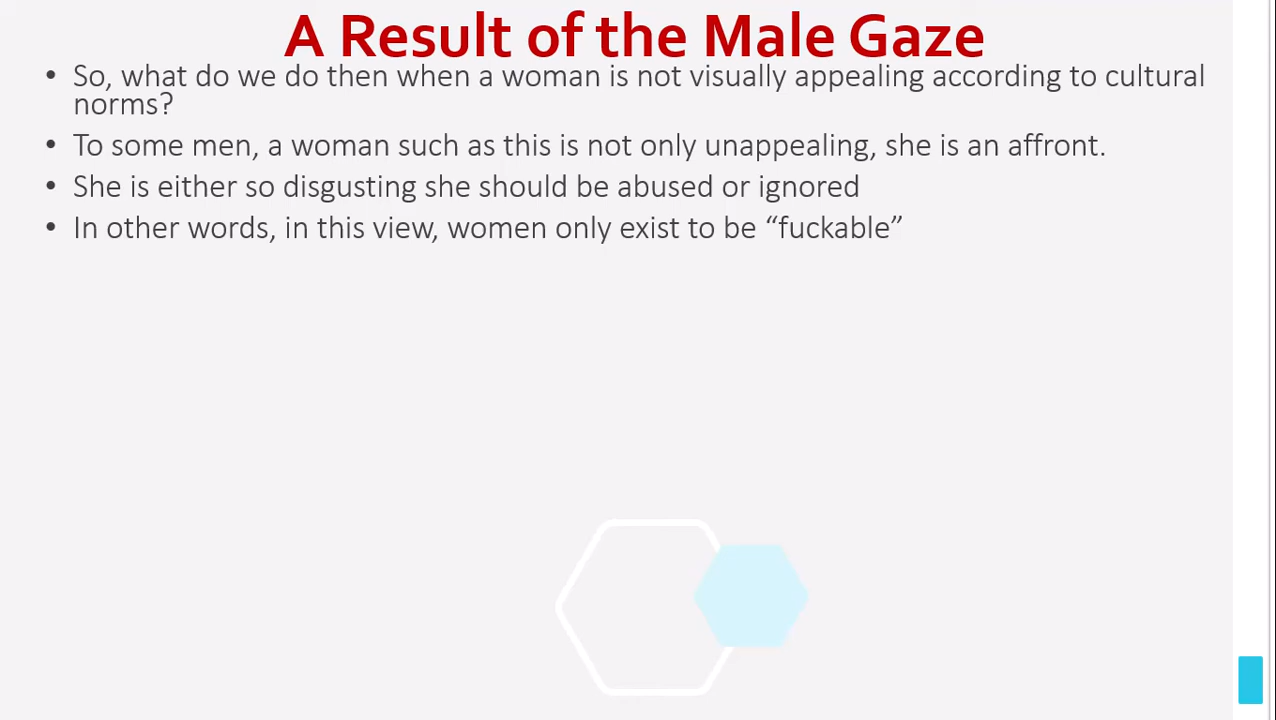 A Result of the Male Gaze
• So, what do we do then when a woman is not visually appealing according to cultural
norms?
• To some men, a woman such as this is not only unappealing, she is an affront.
• She is either so disgusting she should be abused or ignored
• In other words, in this view, women only exist to be “fuckable”